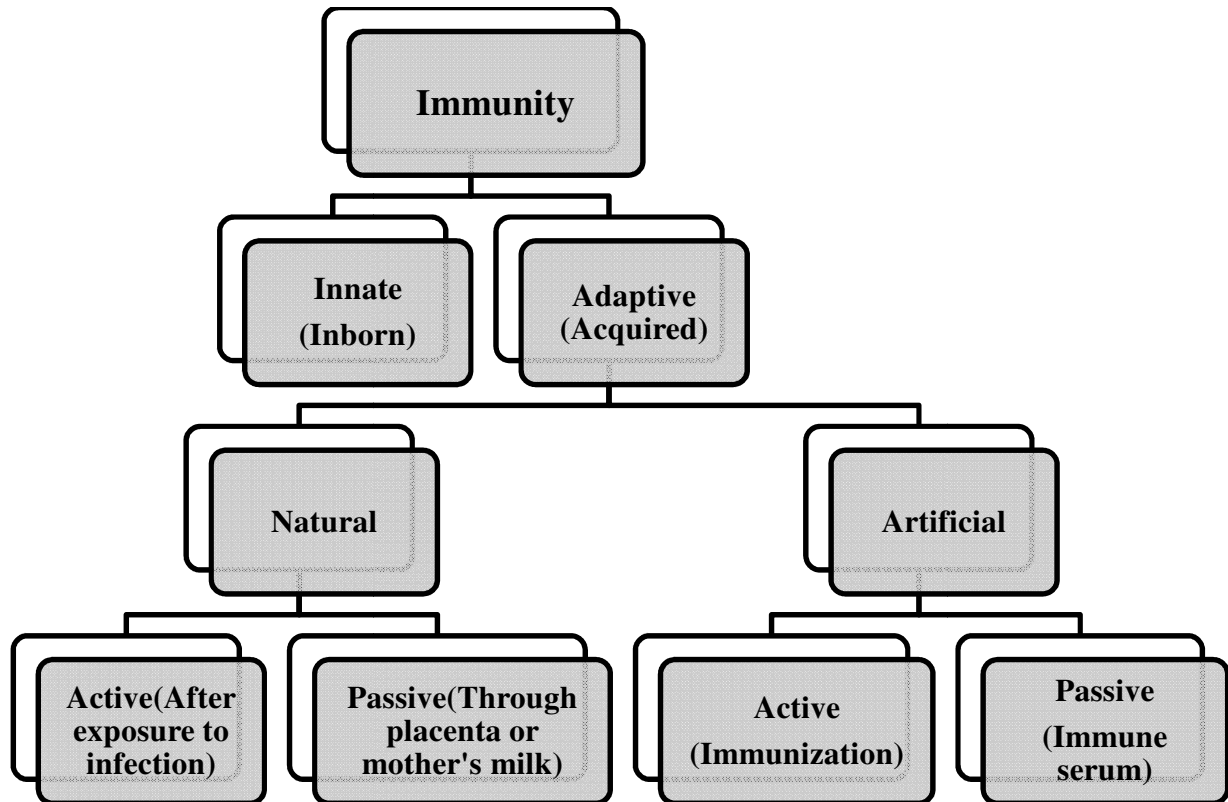 Immunity
Innate
(Inborn)
Adaptive
(Acquired)
Natural
Artificial
Active(After
exposure to
infection)
Passive(Through
placenta or
mother's milk)
Active
(Immunization)
Passive
(Immune
serum)